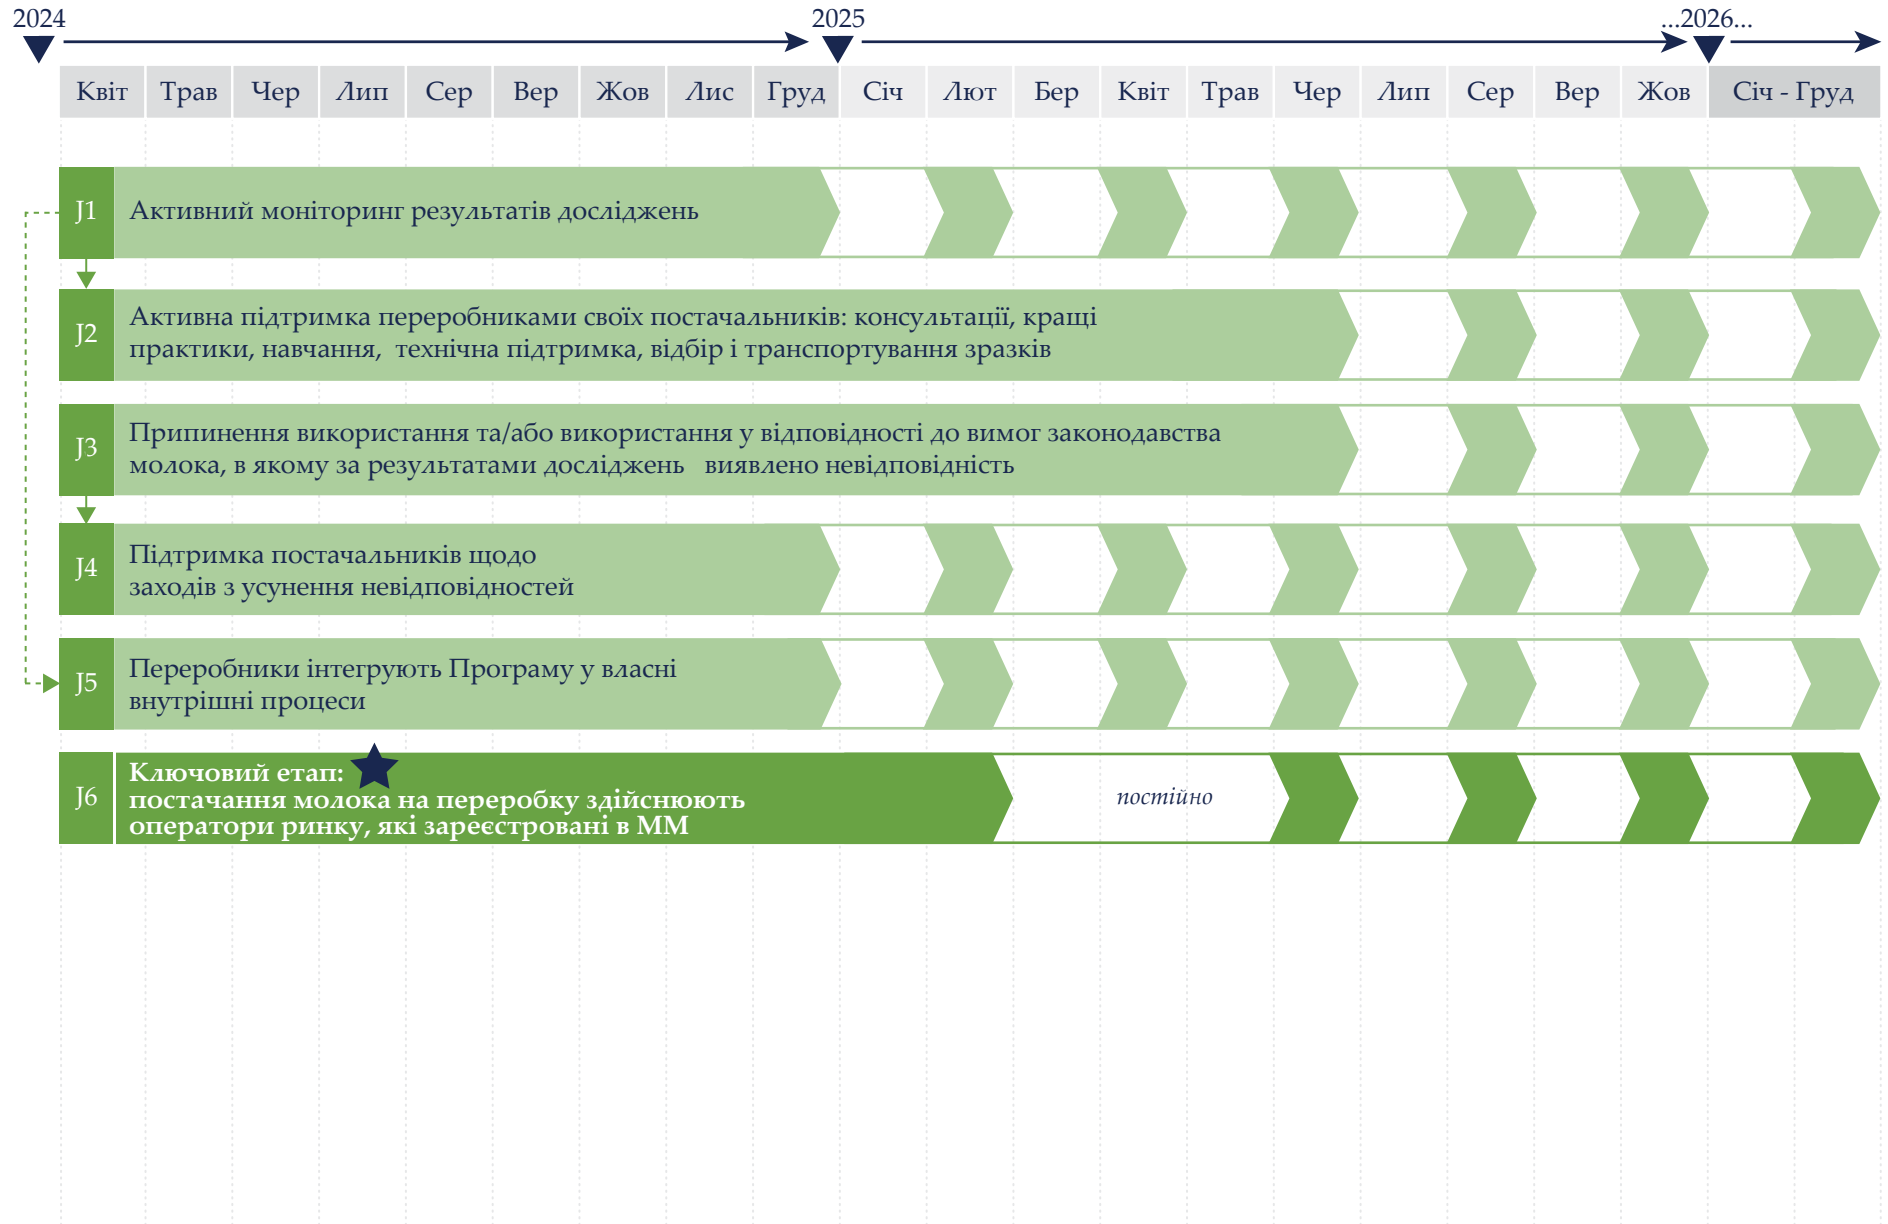 2024 2025 ...2026...
Квіт Трав Чер Лип Сер Вер Жов Лис Груд Січ Лют Бер Квіт Трав Чер Лип Сер Вер Жов Січ - Груд
J1 Активний моніторинг результатів досліджень
J2 Активна підтримка переробниками своїх постачальників: консультації, кращі
практики, навчання, технічна підтримка, відбір і транспортування зразків
J3 Припинення використання та/або використання у відповідності до вимог законодавства
молока, в якому за результатами досліджень виявлено невідповідність
J4 Підтримка постачальників щодо
заходів з усунення невідповідностей
J5 Переробники інтегрують Програму у власні
внутрішні процеси
J6 Ключовий етап:
постачання молока на переробку здійснюють
оператори ринку, які зареєстровані в ММ
постійно